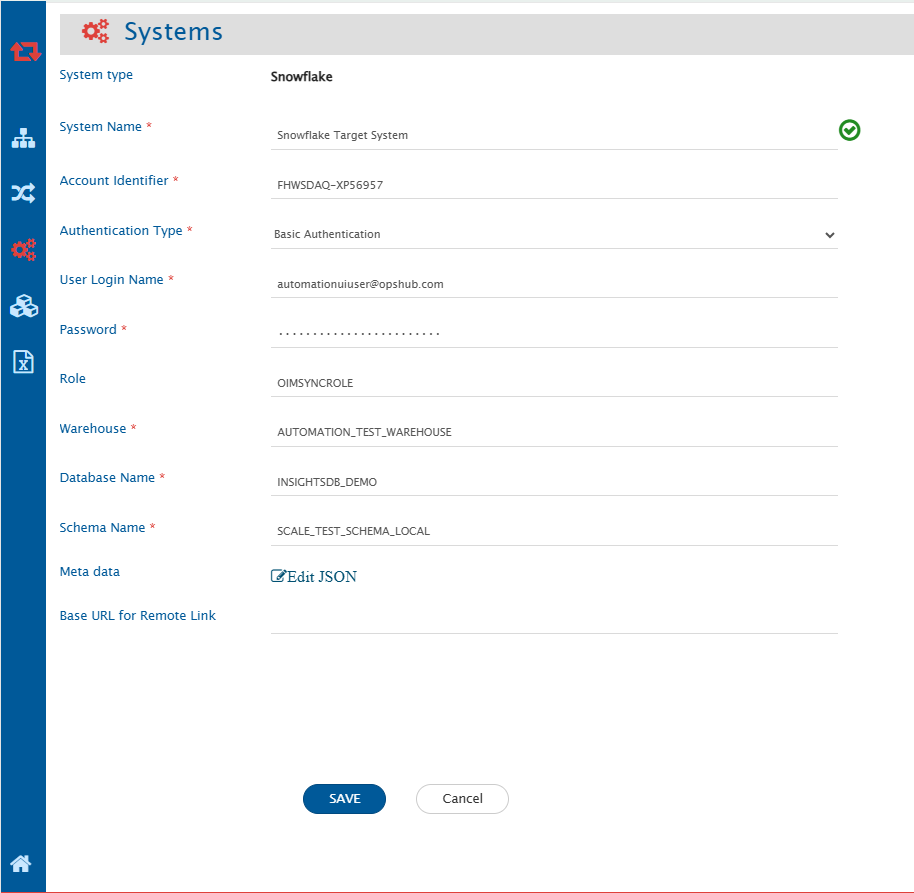 Systems
System type Snowflake
System Name * Snowflake Target System
Account Identifier * FHWSDAQ-XP56957
Authentication Type * Basic Authentication
User Login Name * automationuiuser@opshub.com
Password * ························
Role OIMSYNCROLE
Warehouse * AUTOMATION_TEST_WAREHOUSE
Database Name * INSIGHTSDB_DEMO
Schema Name * SCALE_TEST_SCHEMA_LOCAL
Meta data Edit JSON
Base URL for Remote Link
SAVE Cancel